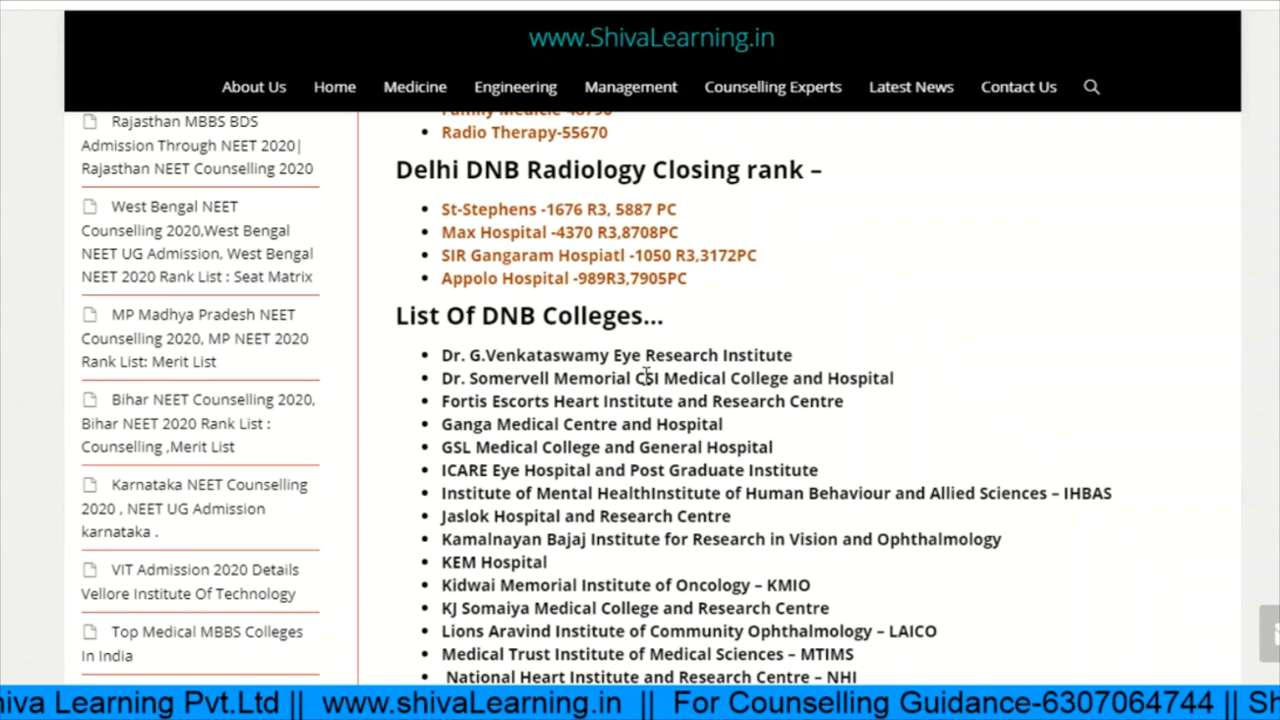 www.ShivaLearning.in
About Us Home Medicine Engineering Management Counselling Experts Latest News Contact Us
Rajasthan MBBS BDS
Admission Through NEET 2020|
Rajasthan NEET Counselling 2020
West Bengal NEET
Counselling 2020,West Bengal
NEET UG Admission, West Bengal
NEET 2020 Rank List : Seat Matrix
MP Madhya Pradesh NEET
Counselling 2020, MP NEET 2020
Rank List: Merit List
Bihar NEET Counselling 2020,
Bihar NEET 2020 Rank List :
Counselling ,Merit List
Karnataka NEET Counselling
2020 , NEET UG Admission
karnataka .
VIT Admission 2020 Details
Vellore Institute Of Technology
Top Medical MBBS Colleges
In India
Radio Therapy-55670
Delhi DNB Radiology Closing rank –
St-Stephens -1676 R3, 5887 PC
Max Hospital -4370 R3,8708PC
SIR Gangaram Hospiatl -1050 R3,3172PC
Appolo Hospital -989R3,7905PC
List Of DNB Colleges...
Dr. G.Venkataswamy Eye Research Institute
Dr. Somervell Memorial CSI Medical College and Hospital
Fortis Escorts Heart Institute and Research Centre
Ganga Medical Centre and Hospital
GSL Medical College and General Hospital
ICARE Eye Hospital and Post Graduate Institute
Institute of Mental HealthInstitute of Human Behaviour and Allied Sciences – IHBAS
Jaslok Hospital and Research Centre
Kamalnayan Bajaj Institute for Research in Vision and Ophthalmology
KEM Hospital
Kidwai Memorial Institute of Oncology – KMIO
KJ Somaiya Medical College and Research Centre
Lions Aravind Institute of Community Ophthalmology – LAICO
Medical Trust Institute of Medical Sciences – MTIMS
National Heart Institute and Research Centre – NHI
hiva Learning Pvt.Ltd || www.shivaLearning.in || For Counselling Guidance-6307064744 || Sh